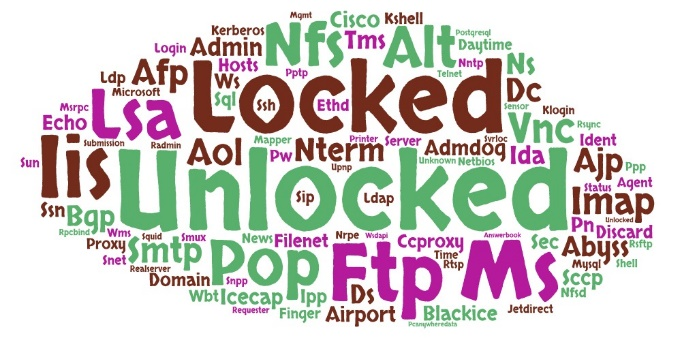 Mgmt
Cisco
Kshell
Kerberos
Nfs
Alt
Postgresql
Login
Admin
Tms
Daytime
Hosts
Nntp
Ns
Ldp
Afp
Ws
Pptp
Locked
Telnet
Dc
Microsoft
Sql
Ssh
Ethd
Sensor
Msrpc
Lsa
Klogin
Echo
Vnc
Rsync
Submission
Radmin
Mapper
Printer
Server
Svrloc
Ident
Sun
Iis
Aol
Pw
Nterm
Admdog
Ida
Ajp
Ppp
Upnp
Unknown
Netbios
Unlocked
Status
Agent
Sip
Ldap
Imap
Ssn
Bgp
Unlocked
Pn
Discard
Rpcbind
Wms
Squid
Smux
News
Filenet
Nrpe
Wsdapi
Ccproxy
Answerbook
Sec
Abyss
Rsftp
Proxy
Smtp
Pop
Ftp
Time
Ms
Snet
Realserver
Rtsp
Mysql
Shell
Domain
Snpp
Sccp
Wbt
Icecap
Ipp
Ds
Nfsd
Requester
Finger
Airport
Blackice
Jetdirect
Pcanywheredata